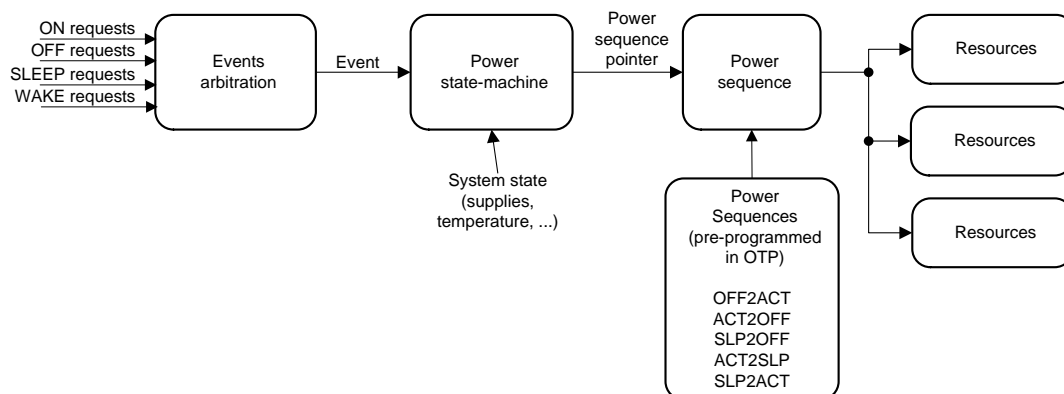 ON requests
OFF requests
SLEEP requests
WAKE requests
Events
arbitration
Event
Power
state-machine
System state
(supplies,
temperature, ...)
Power
sequence
pointer
Power
sequence
Power
Sequences
(pre-programmed
in OTP)
OFF2ACT
ACT2OFF
SLP2OFF
ACT2SLP
SLP2ACT
Resources
Resources
Resources